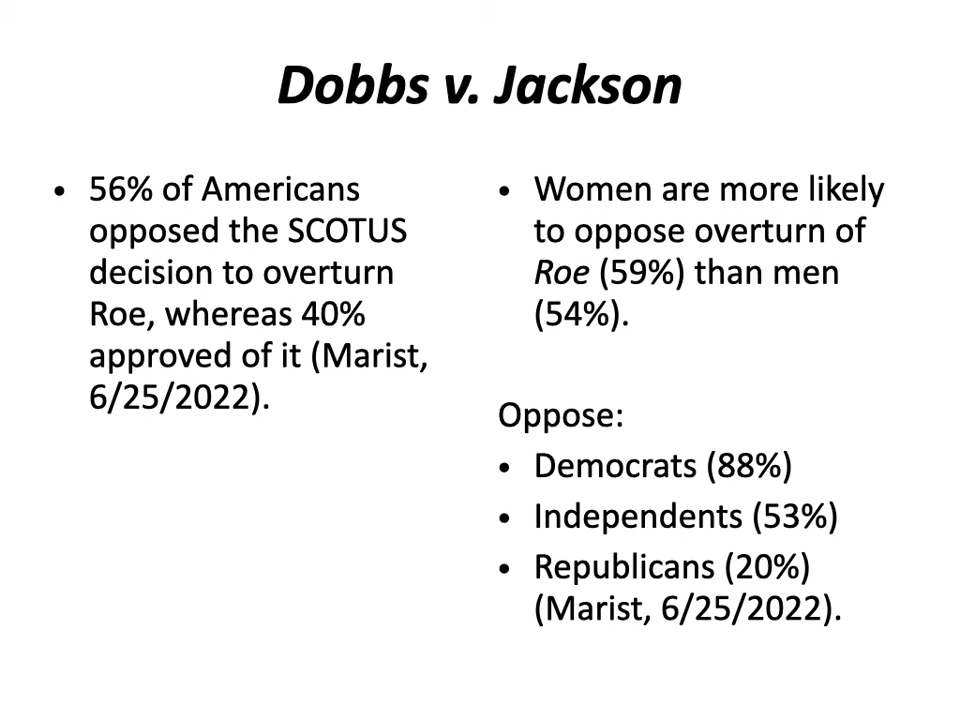 Dobbs v. Jackson
• 56% of Americans
opposed the SCOTUS
decision to overturn
Roe, whereas 40%
approved of it (Marist,
6/25/2022).
• Women are more likely
to oppose overturn of
Roe (59%) than men
(54%).
Oppose:
• Democrats (88%)
• Independents (53%)
• Republicans (20%)
(Marist, 6/25/2022).